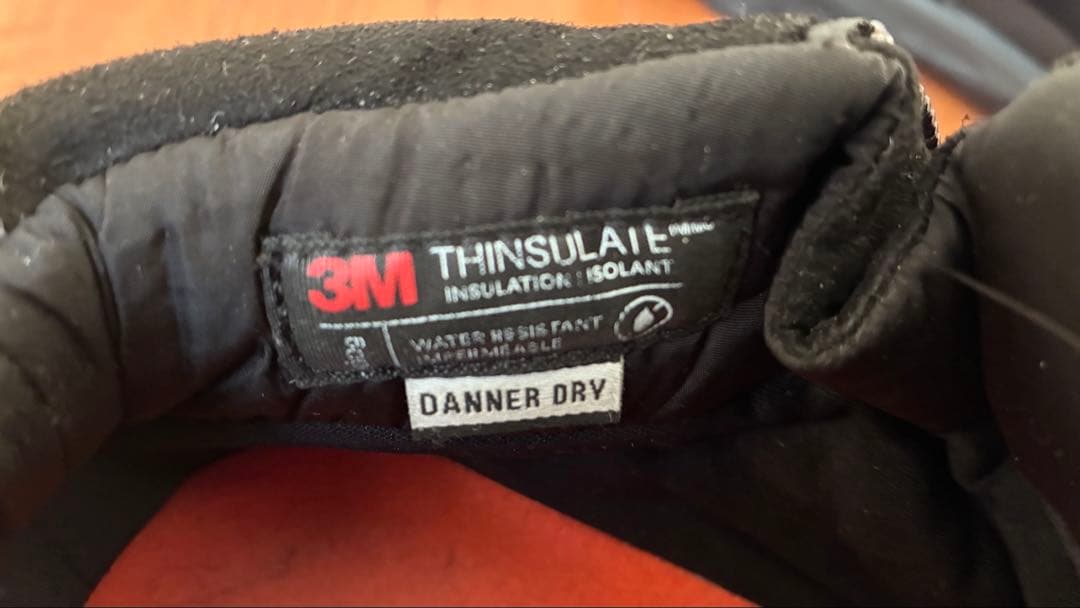 3M THINSULATE
INSULATION ISOLANT
WATER RESISTANT
IMPERMEABLE
DANNER DRY